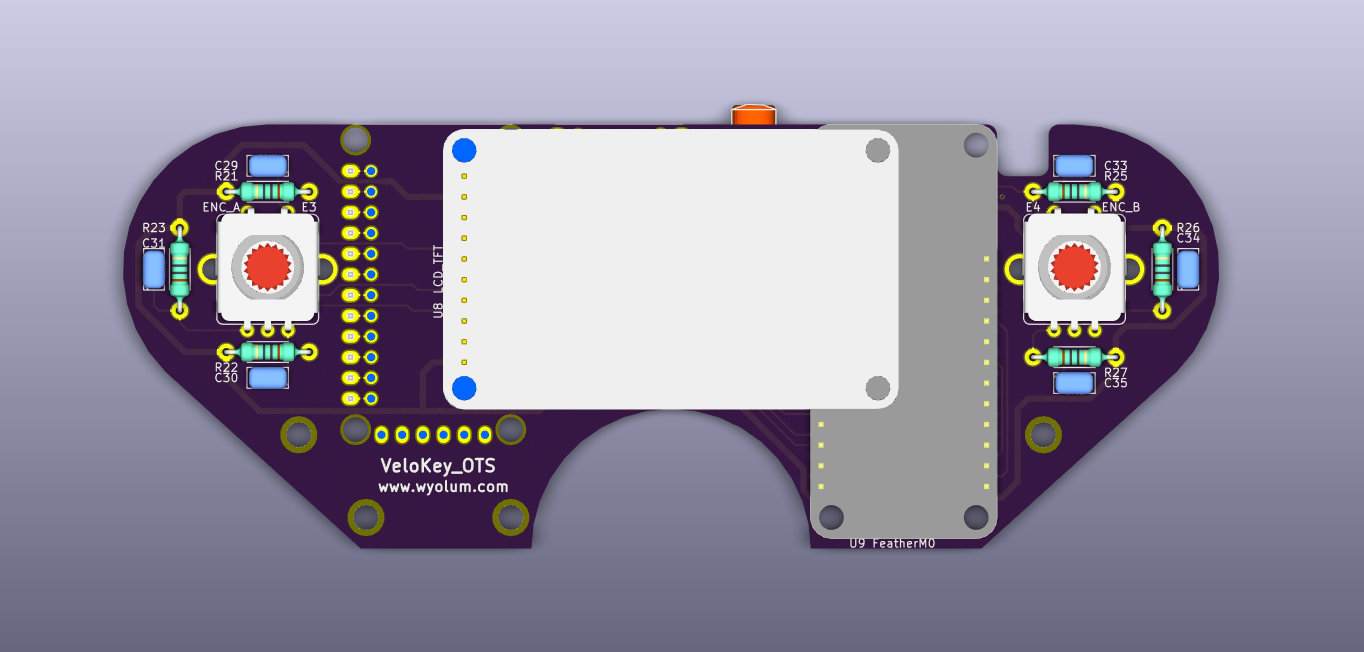 C29
R21
ENC_A
E3
R23
C31
R22
C30
U8 LCD_TFT
C33
R25
E4
ENC_B
R26
C34
R27
C35
VeloKey_OTS
www.wyolum.com
U9 FeatherM0